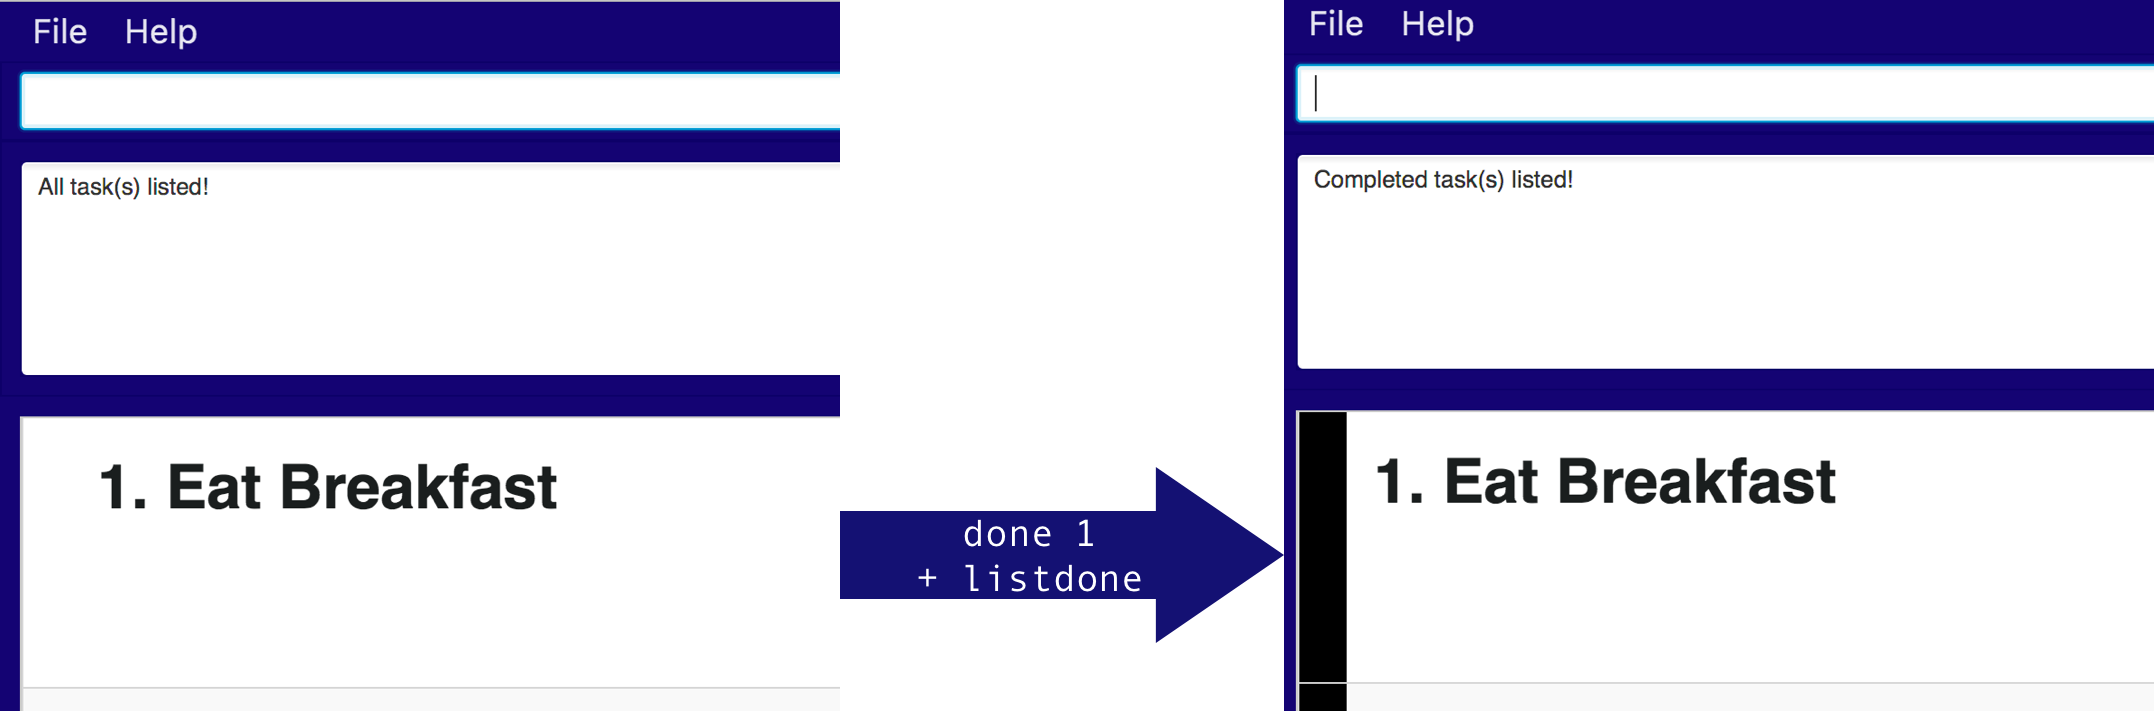 File Help
All task(s) listed!
1. Eat Breakfast
done 1
+ listdone
File Help
Completed task(s) listed!
1. Eat Breakfast